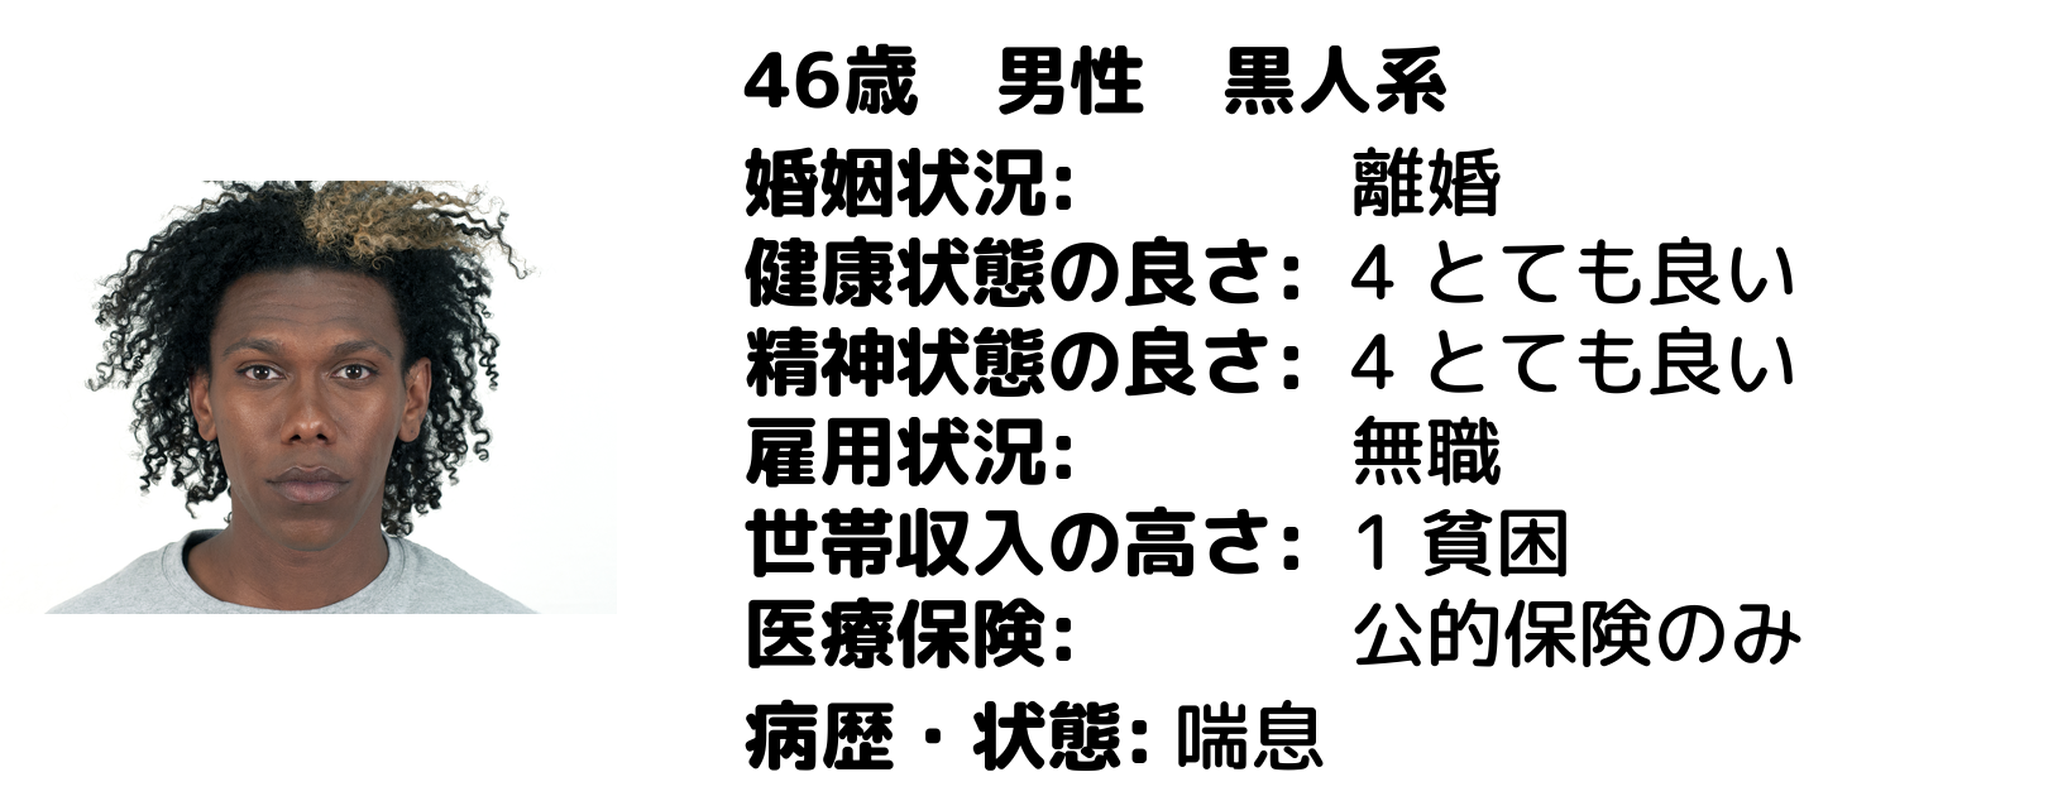 46歳　男性　黒人系
婚姻状況: 離婚
健康状態の良さ: 4 とても良い
精神状態の良さ: 4 とても良い
雇用状況: 無職
世帯収入の高さ: 1 貧困
医療保険: 公的保険のみ
病歴・状態: 喘息